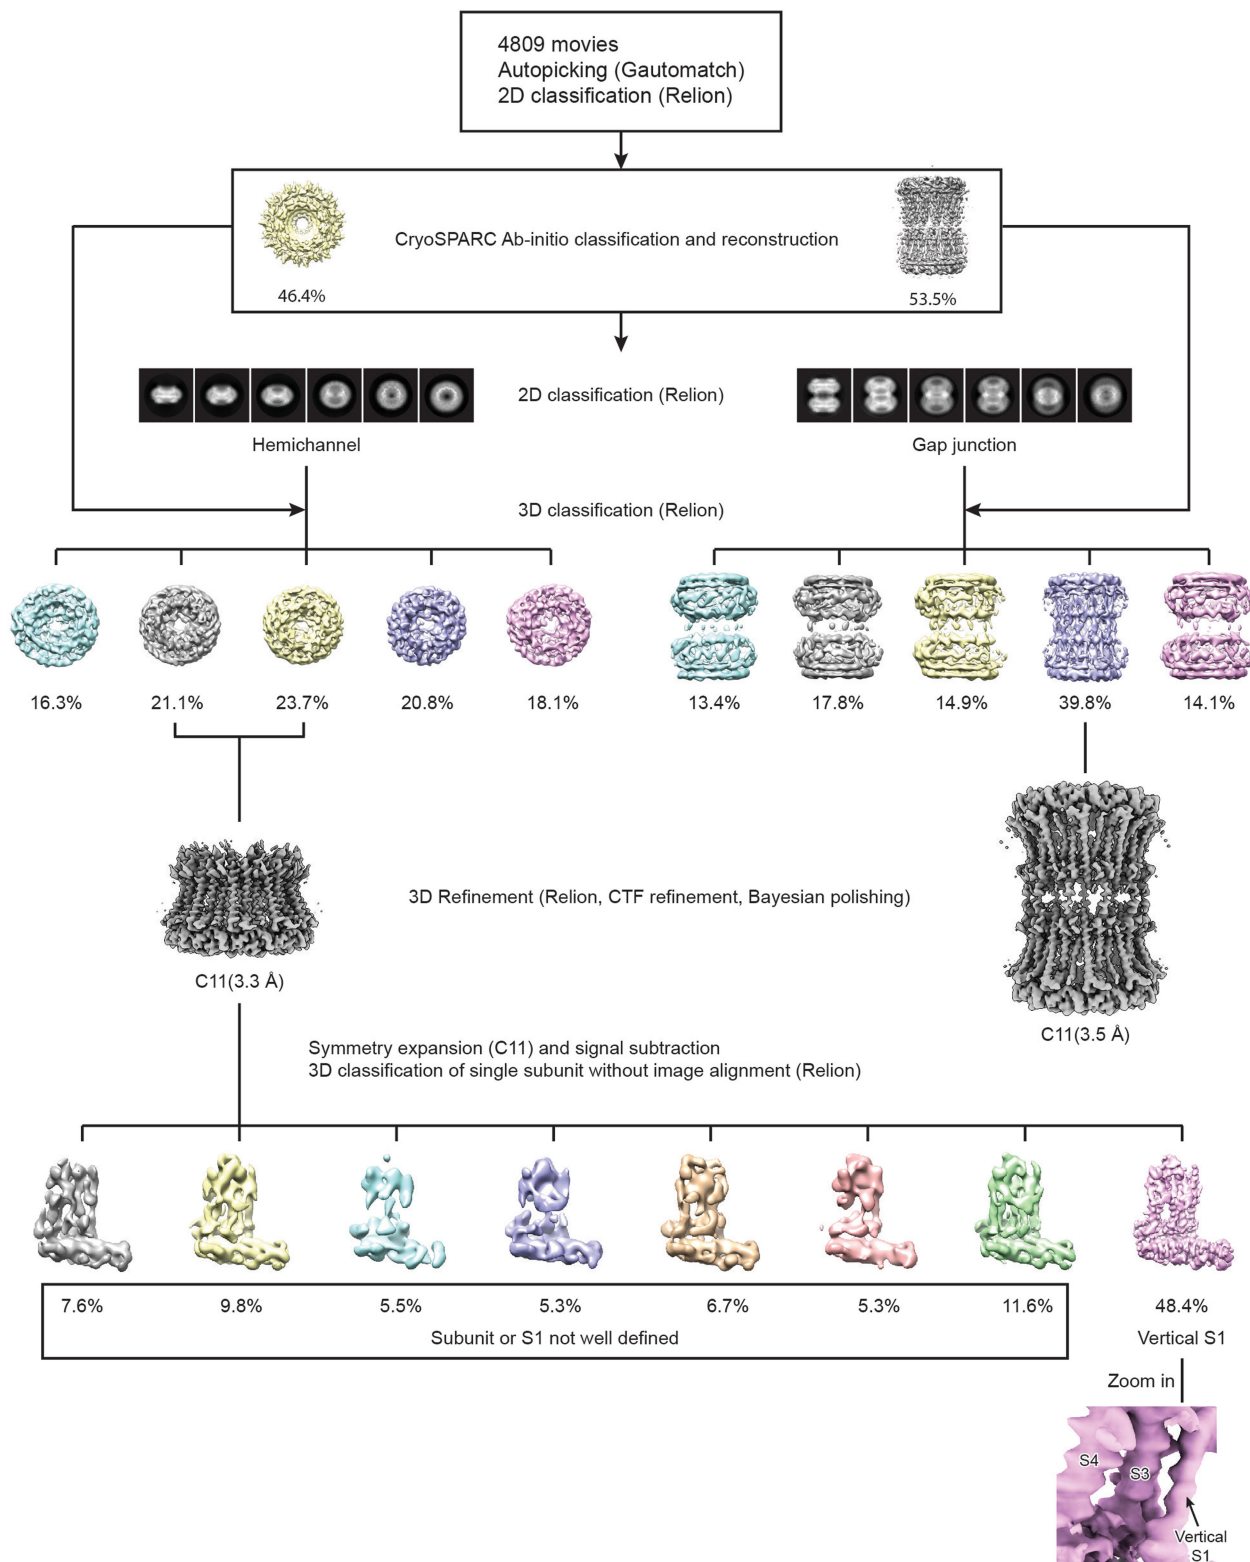 4809 movies
Autopicking (Gautomatch)
2D classification (Relion)
CryoSPARC Ab-initio classification and reconstruction
46.4%
53.5%
2D classification (Relion)
Hemichannel
Gap junction
3D classification (Relion)
16.3%
21.1%
23.7%
20.8%
18.1%
13.4%
17.8%
14.9%
39.8%
14.1%
3D Refinement (Relion, CTF refinement, Bayesian polishing)
C11(3.3 Å)
C11(3.5 Å)
Symmetry expansion (C11) and signal subtraction
3D classification of single subunit without image alignment (Relion)
7.6%
9.8%
5.5%
5.3%
6.7%
5.3%
11.6%
48.4%
Subunit or S1 not well defined
Vertical S1
Zoom in
S4
S3
Vertical
S1